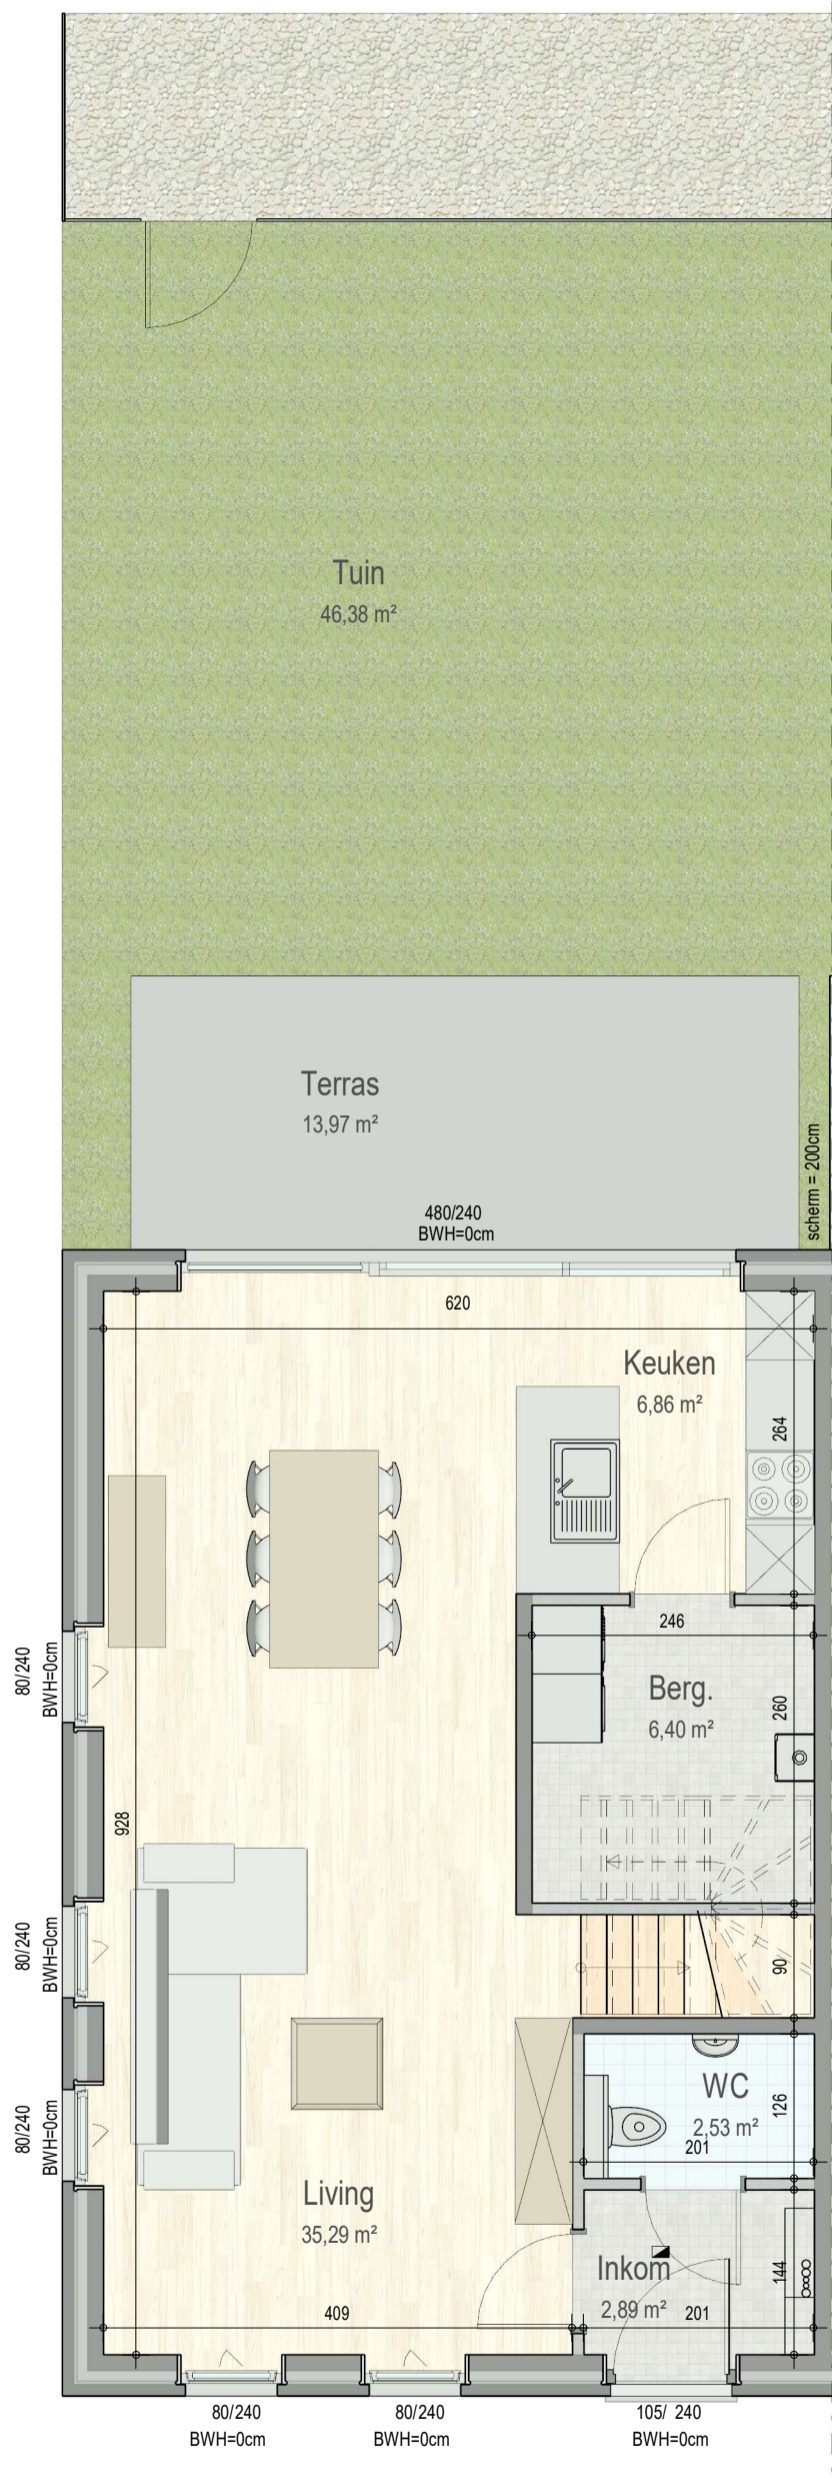 Tuin
46,38 m²
Terras
13,97 m²
scherm = 200cm
480/240
BWH=0cm
620
Keuken
6,86 m²
264
246
80/240
BWH=0cm
Berg.
6,40 m²
260
928
80/240
BWH=0cm
90
80/240
BWH=0cm
WC
2,53 m²
126
201
Living
35,29 m²
Inkom
2,89 m²
144
409
201
80/240
BWH=0cm
80/240
BWH=0cm
105/ 240
BWH=0cm